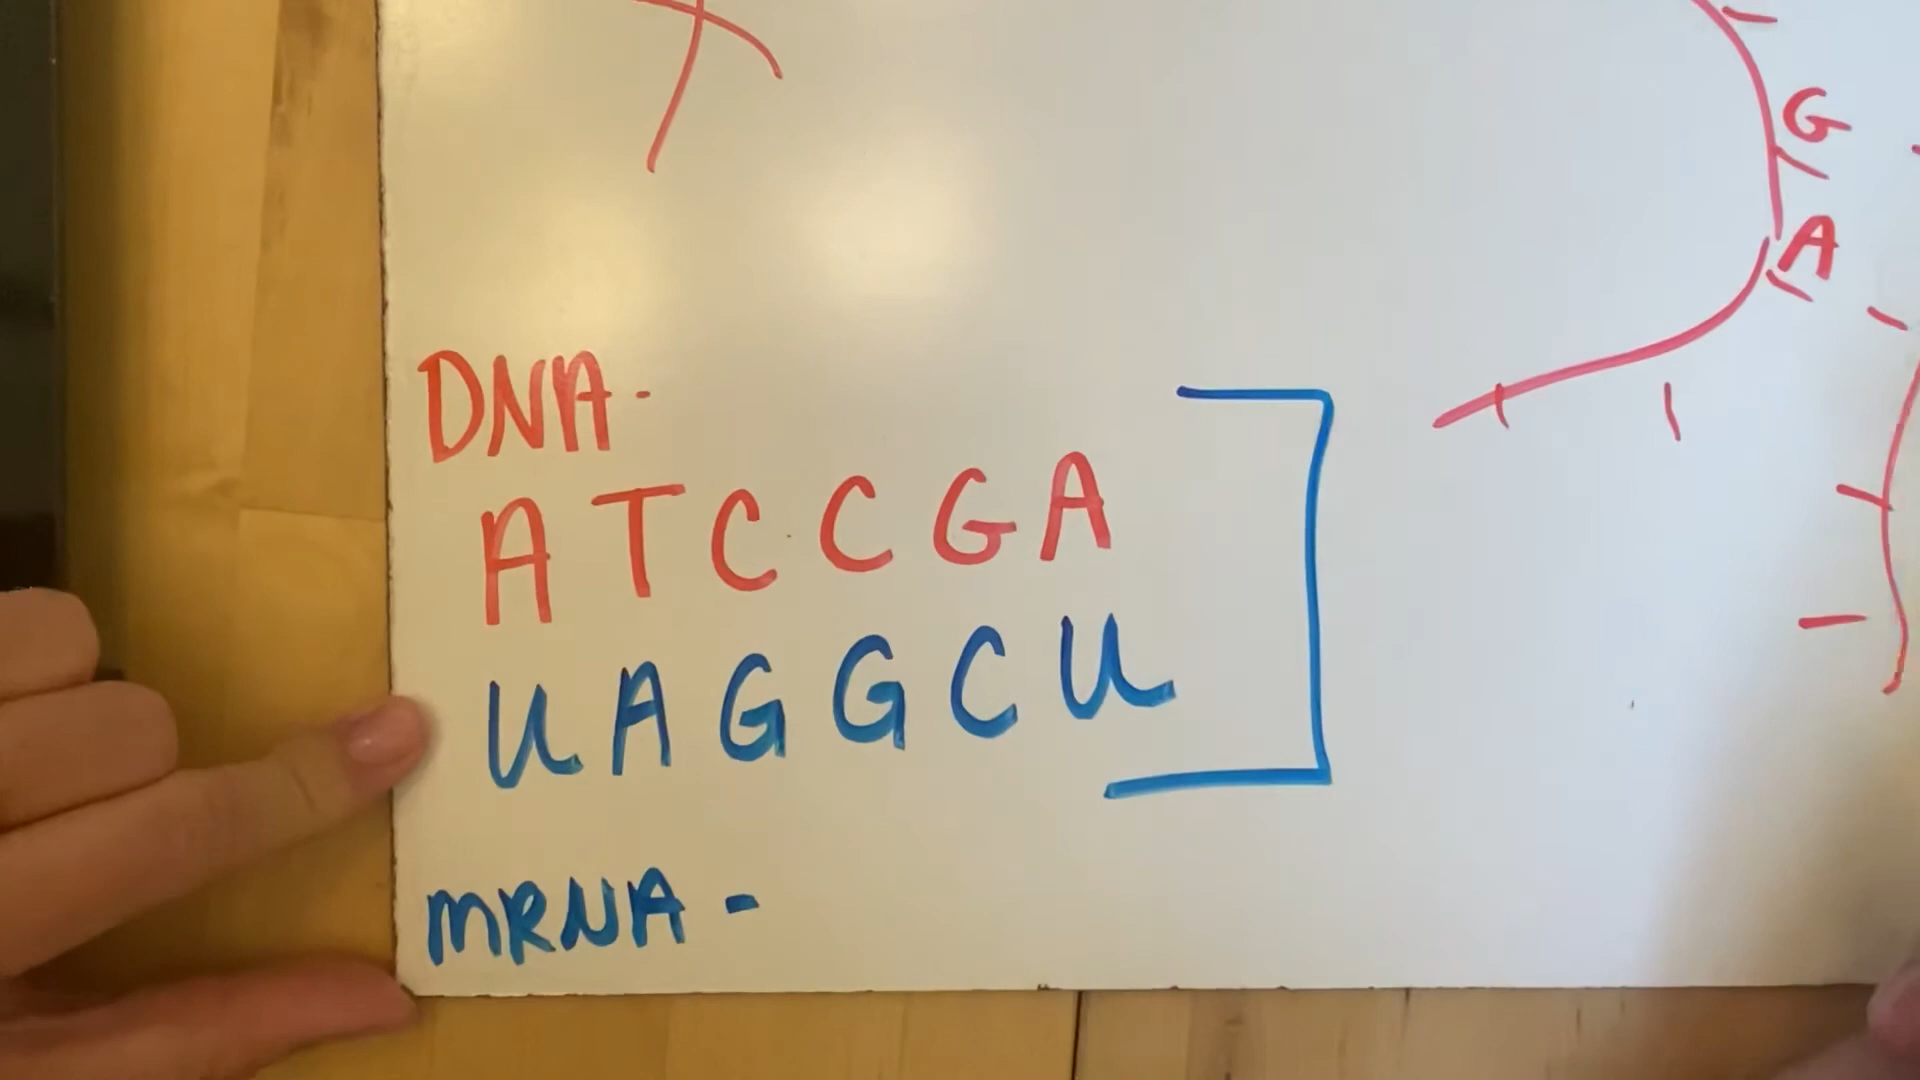 G
A
DNA-
ATCCGA
UAGGCU
mRNA -